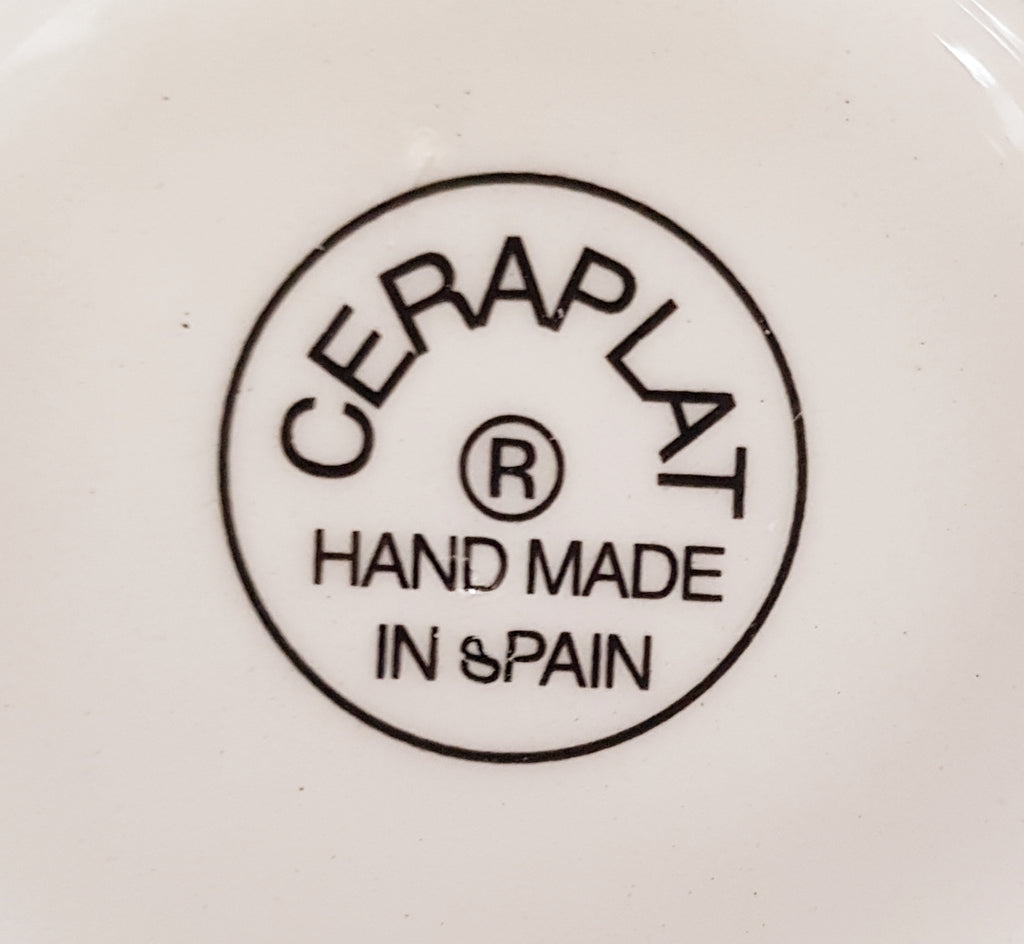 CERAPLAT
®
HAND MADE
IN SPAIN